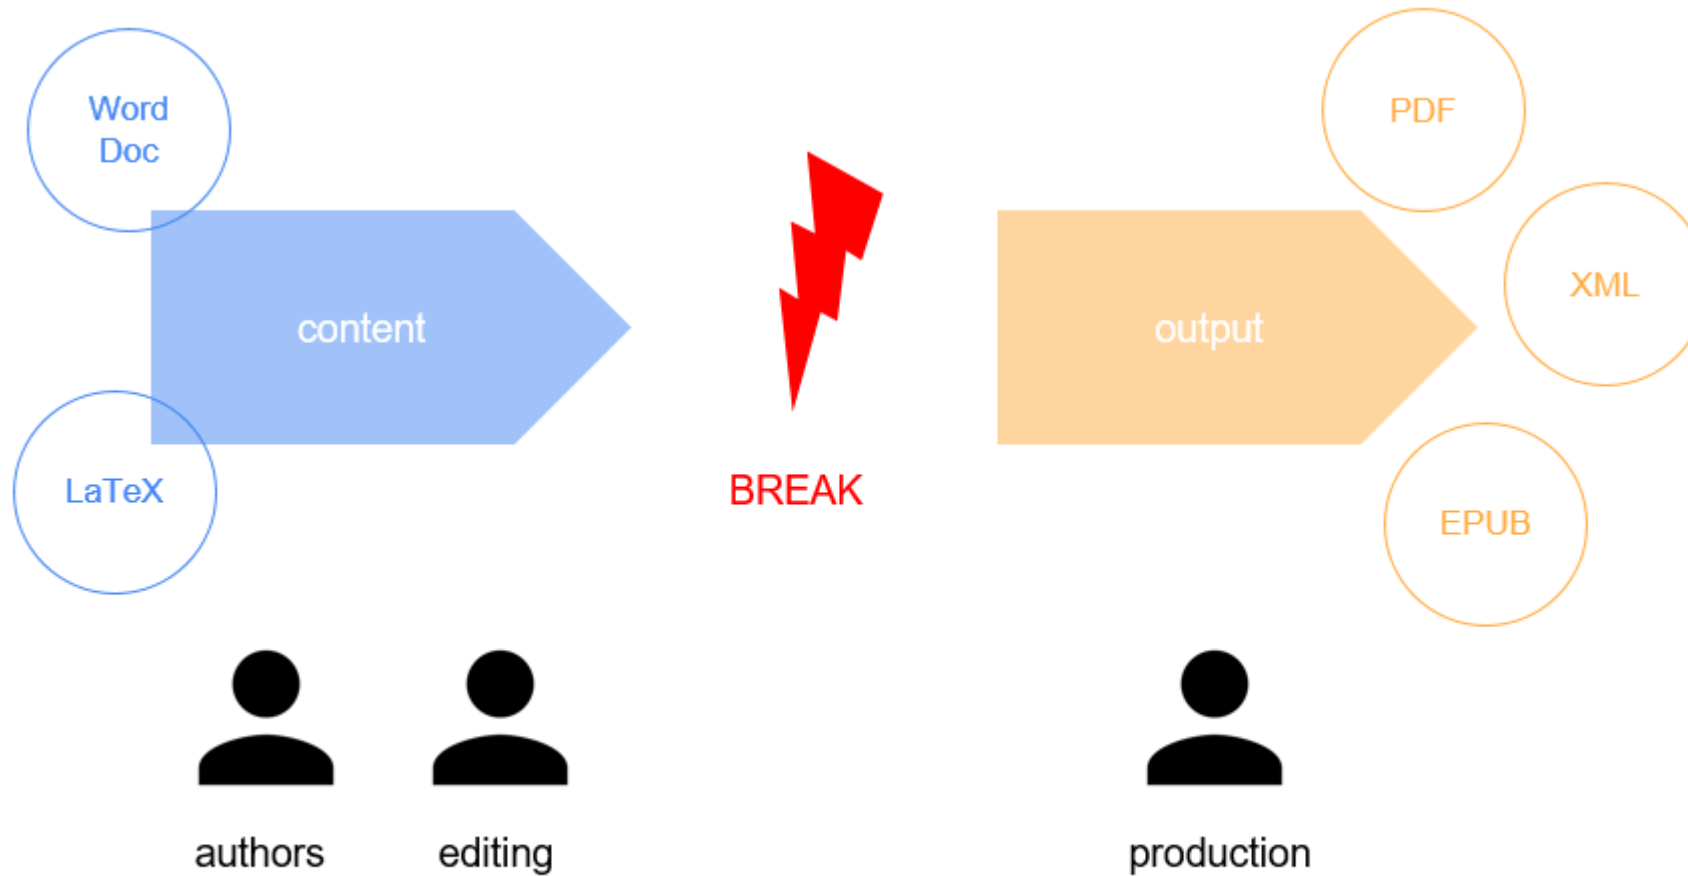 Word
Doc
PDF
XML
content
output
LaTeX
BREAK
EPUB
authors
editing
production